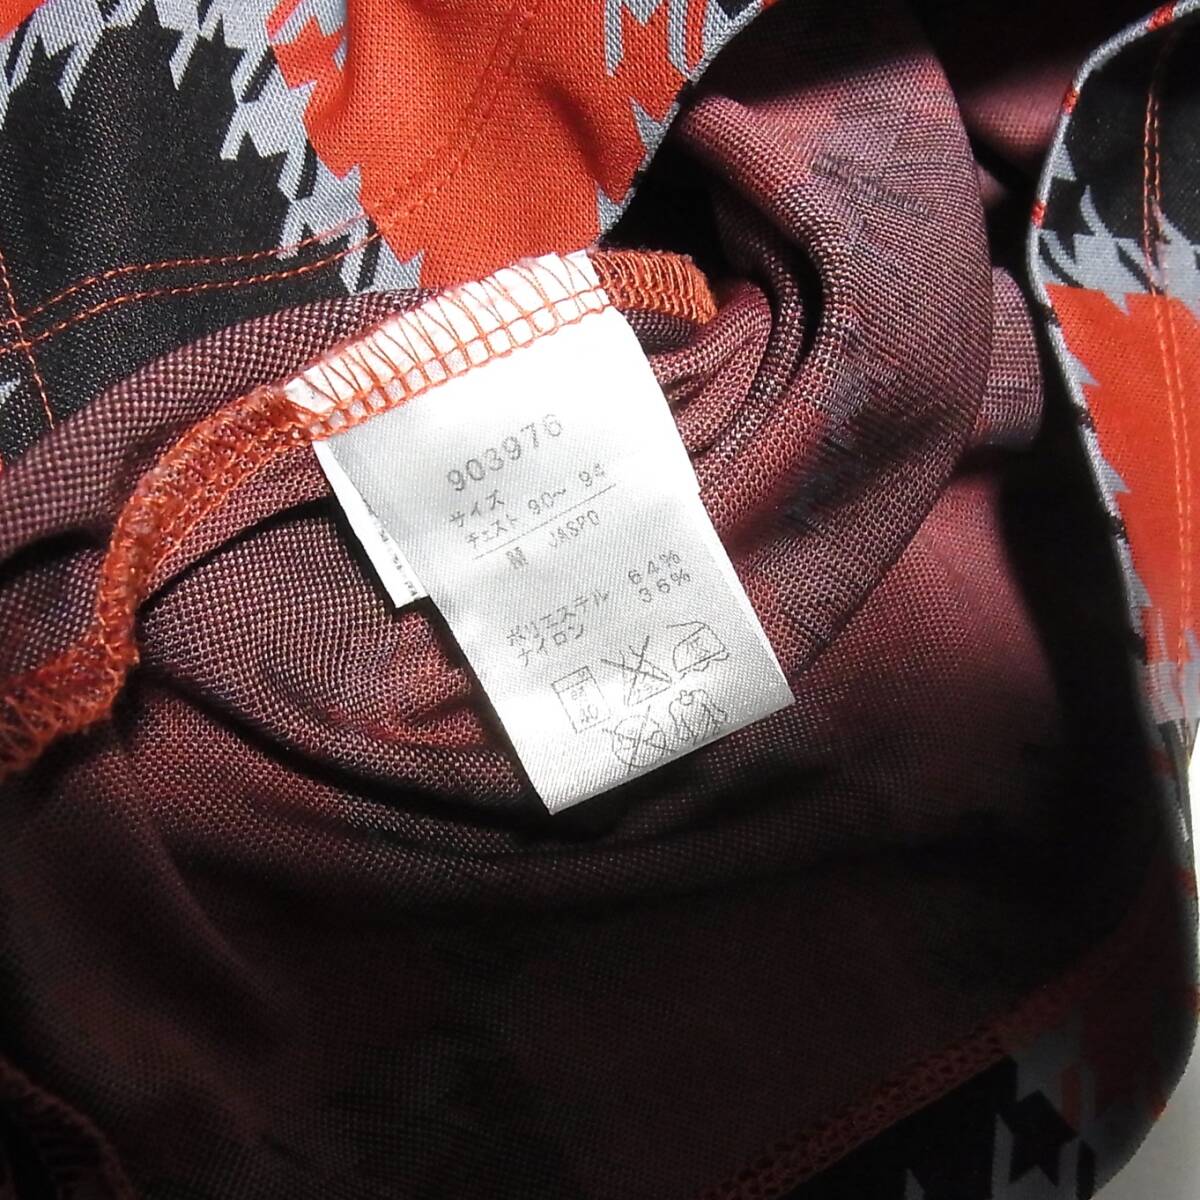 903976
サイズ
チェスト 90～ 94
M JASPO
ポリエステル 64%
ナイロン 36%
40